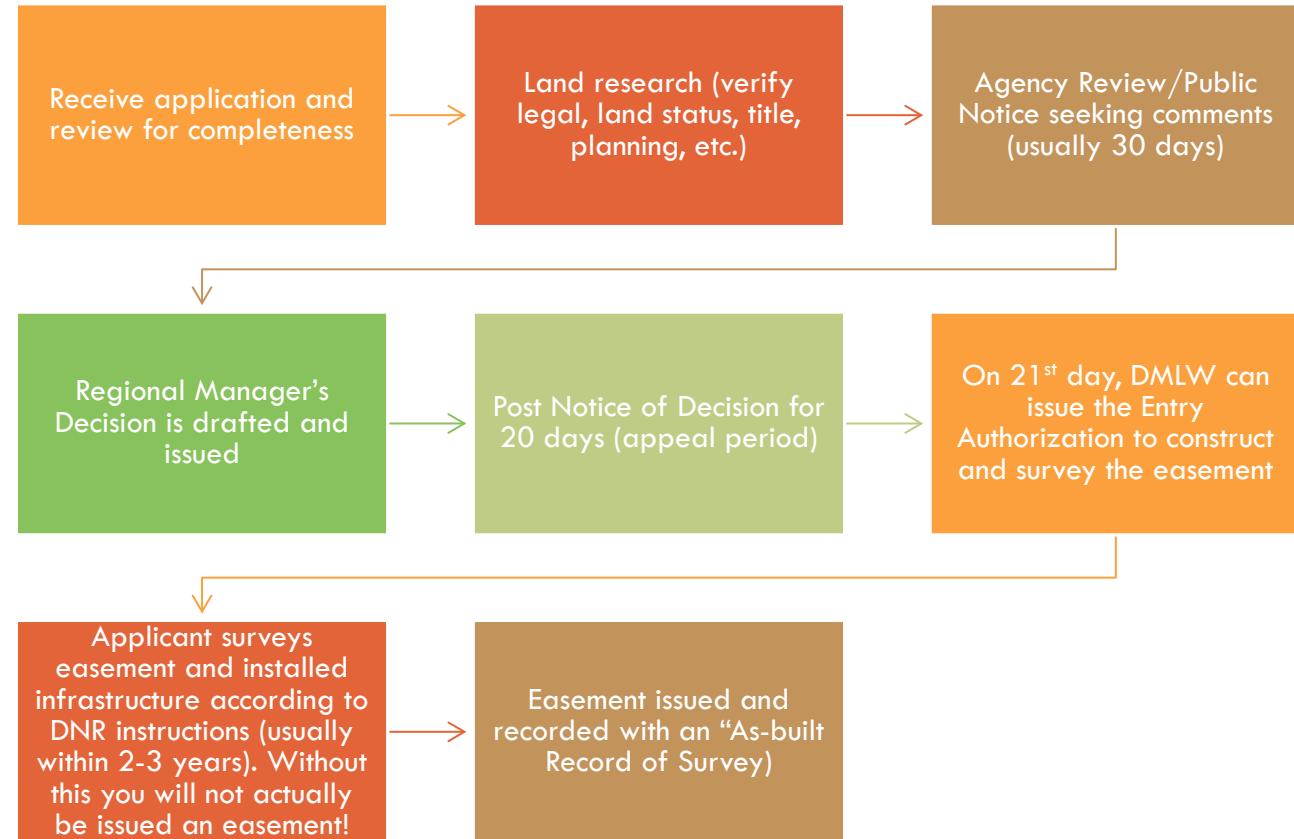 Receive application and
review for completeness
Land research (verify
legal, land status, title,
planning, etc.)
Agency Review/Public
Notice seeking comments
(usually 30 days)
Regional Manager’s
Decision is drafted and
issued
Post Notice of Decision for
20 days (appeal period)
On 21st day, DMLW can
issue the Entry
Authorization to construct
and survey the easement
Applicant surveys
easement and installed
infrastructure according to
DNR instructions (usually
within 2-3 years). Without
this you will not actually
be issued an easement!
Easement issued and
recorded with an “As-built
Record of Survey)